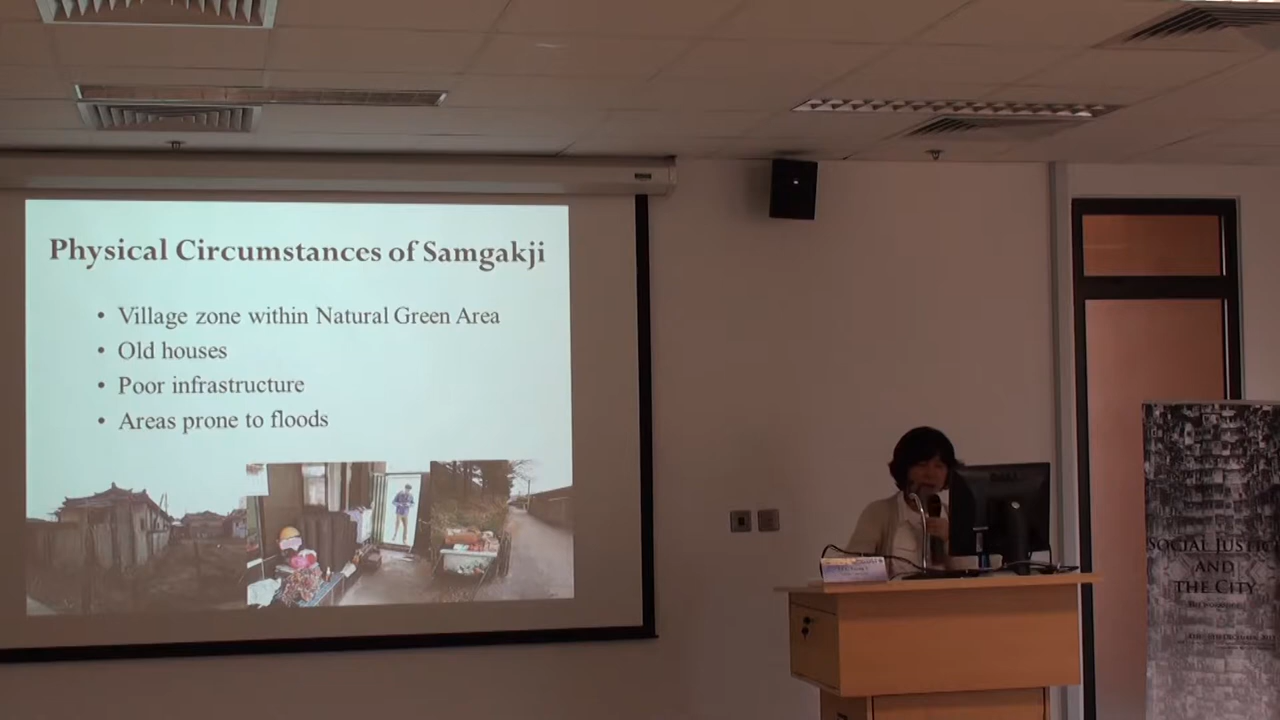 Physical Circumstances of Samgakji
• Village zone within Natural Green Area
• Old houses
• Poor infrastructure
• Areas prone to floods
DELL
SOCIAL JUSTICE
AND
THE CITY